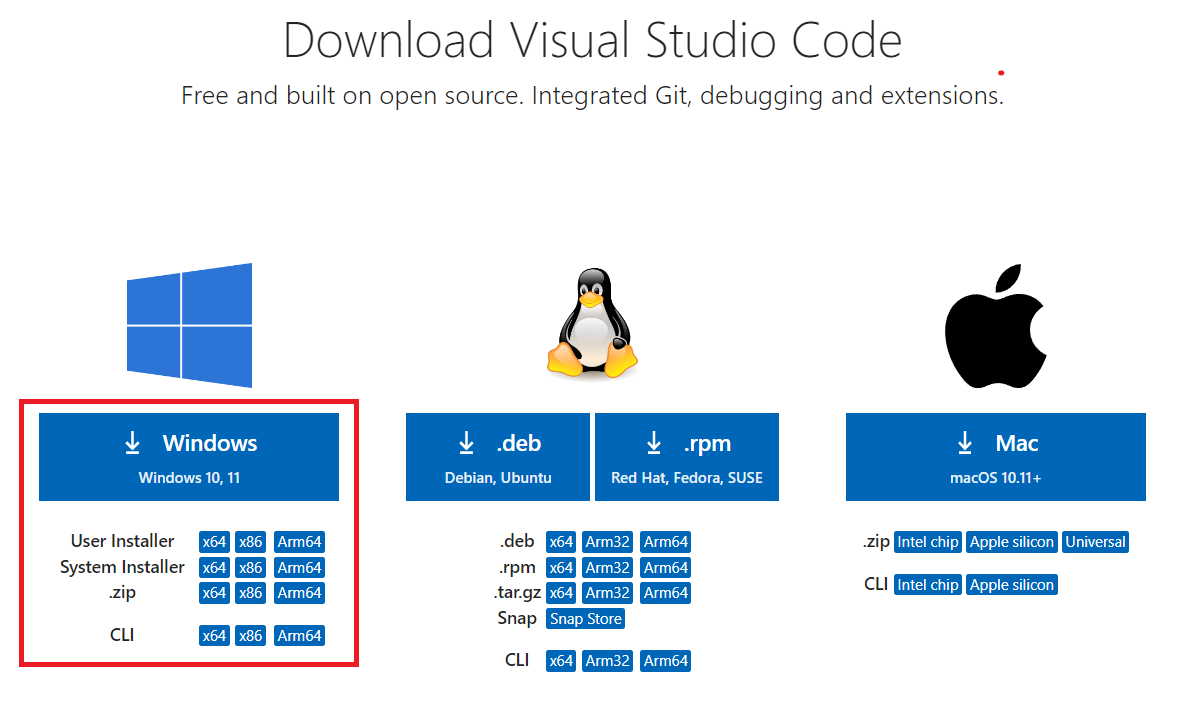 Download Visual Studio Code
Free and built on open source. Integrated Git, debugging and extensions.
Windows
Windows 10, 11
User Installer x64 x86 Arm64
System Installer x64 x86 Arm64
.zip x64 x86 Arm64
CLI x64 x86 Arm64
.deb
Debian, Ubuntu
.rpm
Red Hat, Fedora, SUSE
.deb x64 Arm32 Arm64
.rpm x64 Arm32 Arm64
.tar.gz x64 Arm32 Arm64
Snap Snap Store
CLI x64 Arm32 Arm64
Mac
macOS 10.11+
.zip Intel chip Apple silicon Universal
CLI Intel chip Apple silicon